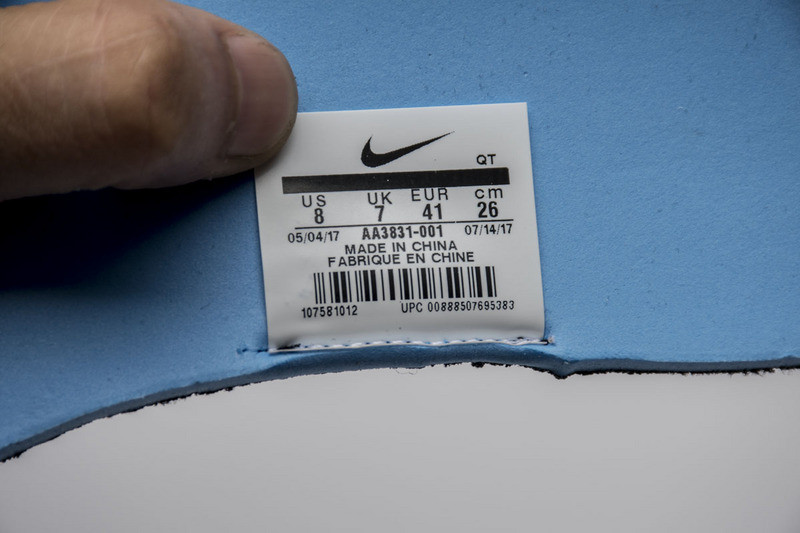 QT
US UK EUR cm
8 7 41 26
05/04/17 AA3831-001 07/14/17
MADE IN CHINA
FABRIQUE EN CHINE
107581012 UPC 00888507695383